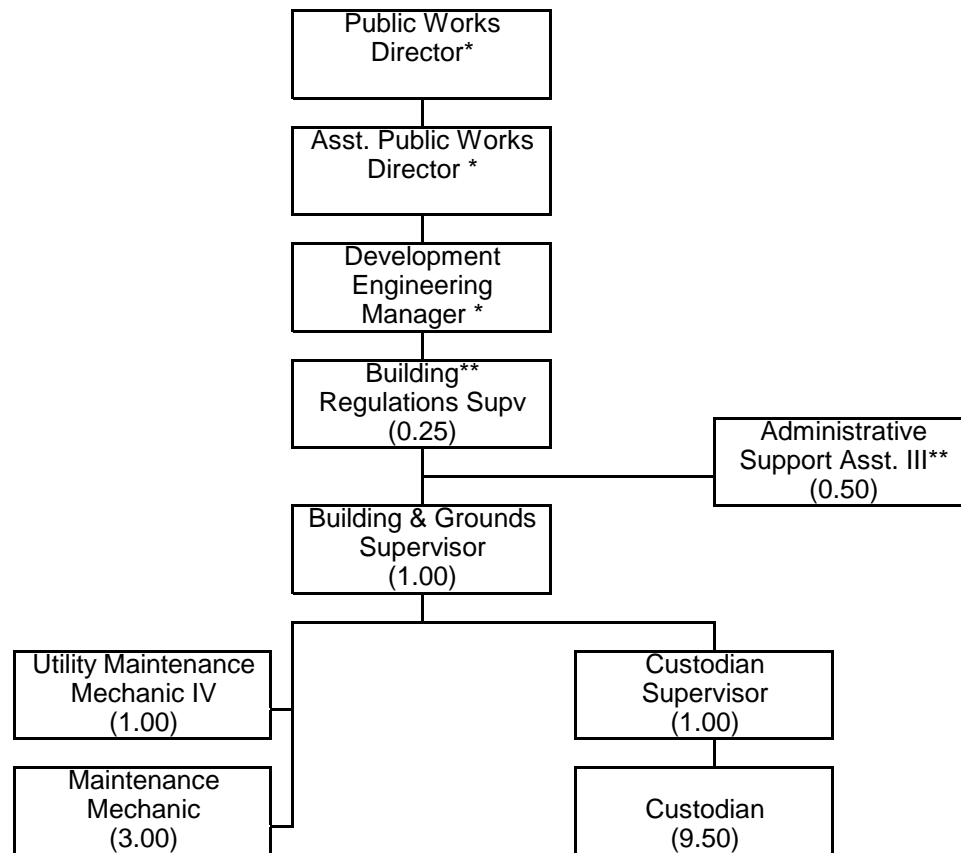 Public Works
Director*
Asst. Public Works
Director *
Development
Engineering
Manager *
Building**
Regulations Supv
(0.25)
Administrative
Support Asst. III**
(0.50)
Building & Grounds
Supervisor
(1.00)
Utility Maintenance
Mechanic IV
(1.00)
Custodian
Supervisor
(1.00)
Maintenance
Mechanic
(3.00)
Custodian
(9.50)